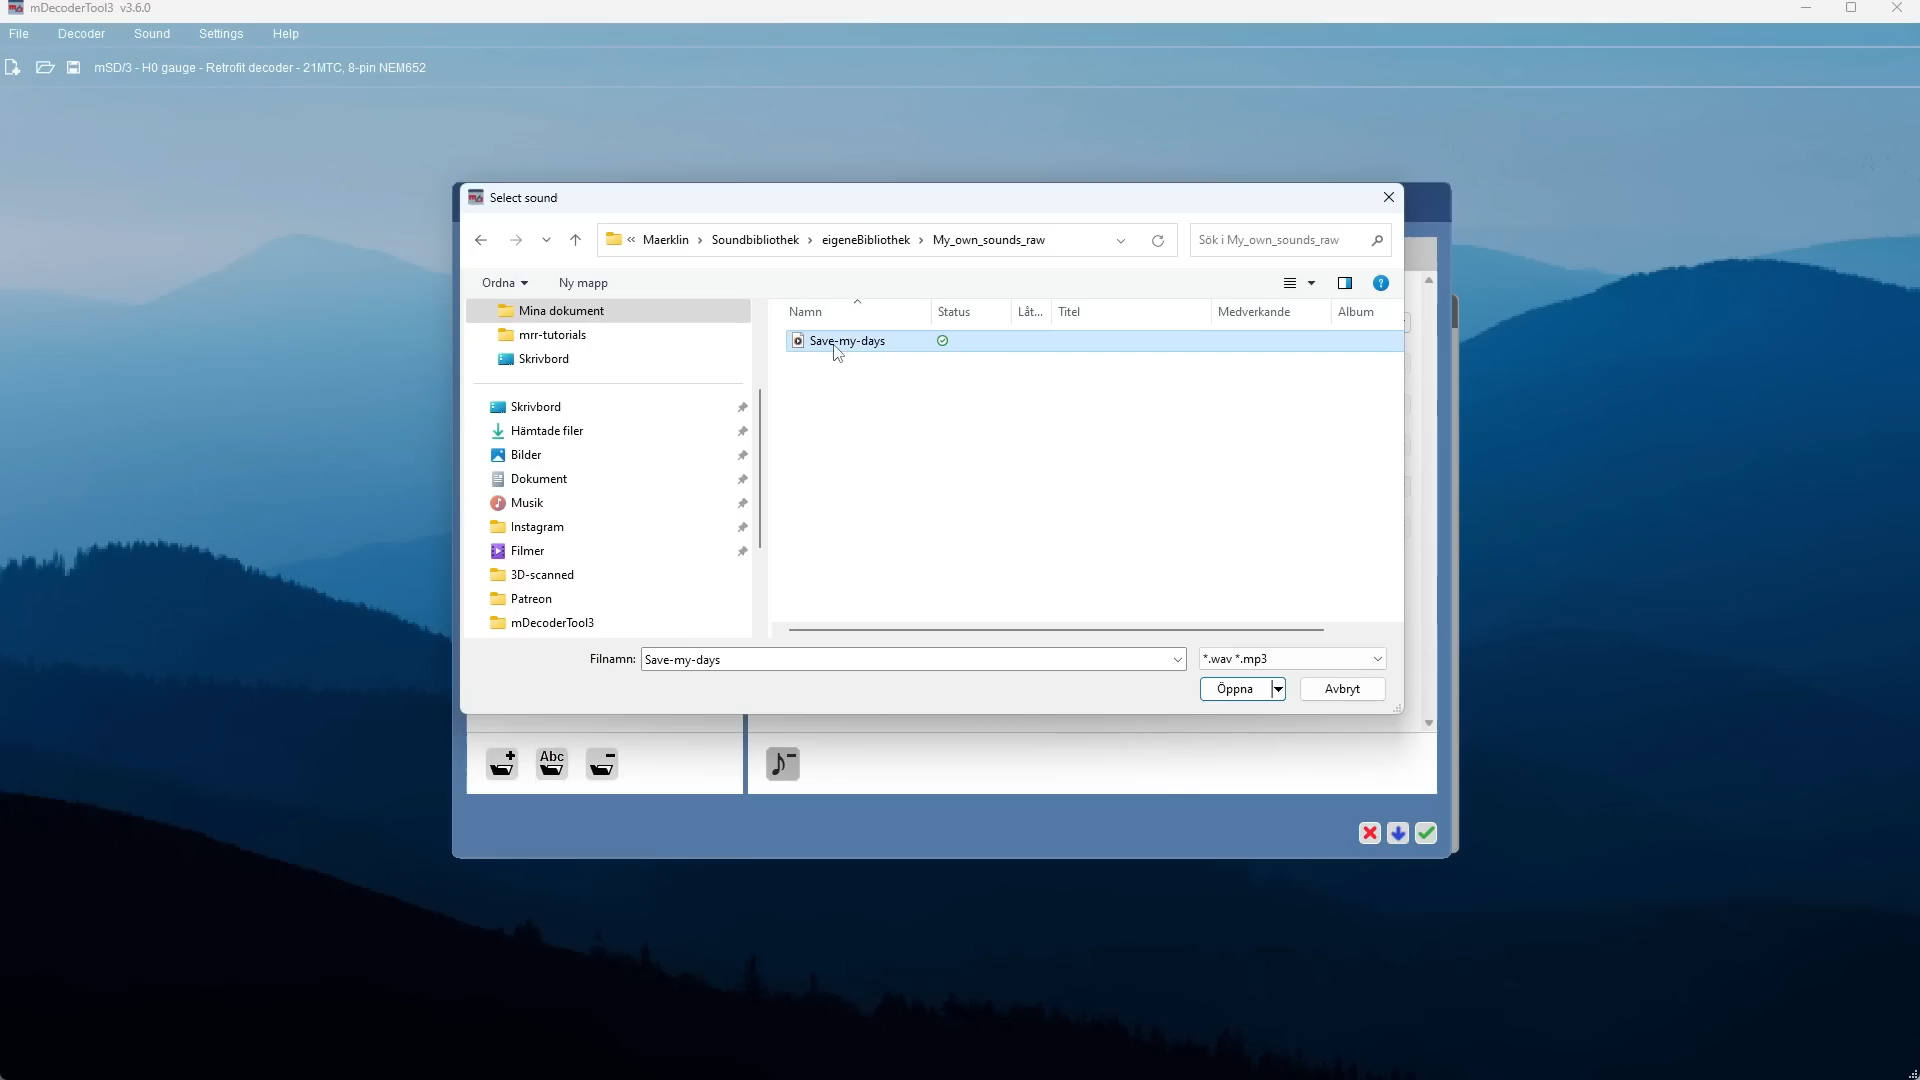 mDecoderTool3 v3.6.0
File Decoder Sound Settings Help
mSD/3 - H0 gauge - Retrofit decoder - 21MTC, 8-pin NEM652
Select sound
« Maerklin › Soundbibliothek › eigeneBibliothek › My_own_sounds_raw
Sök i My_own_sounds_raw
Ordna Ny mapp
Mina dokument
mrr-tutorials
Skrivbord
Skrivbord
Hämtade filer
Bilder
Dokument
Musik
Instagram
Filmer
3D-scanned
Patreon
mDecoderTool3
Namn Status Låt... Titel Medverkande Album
Save-my-days
Filnamn: Save-my-days *.wav *.mp3
Öppna Avbryt
Abc